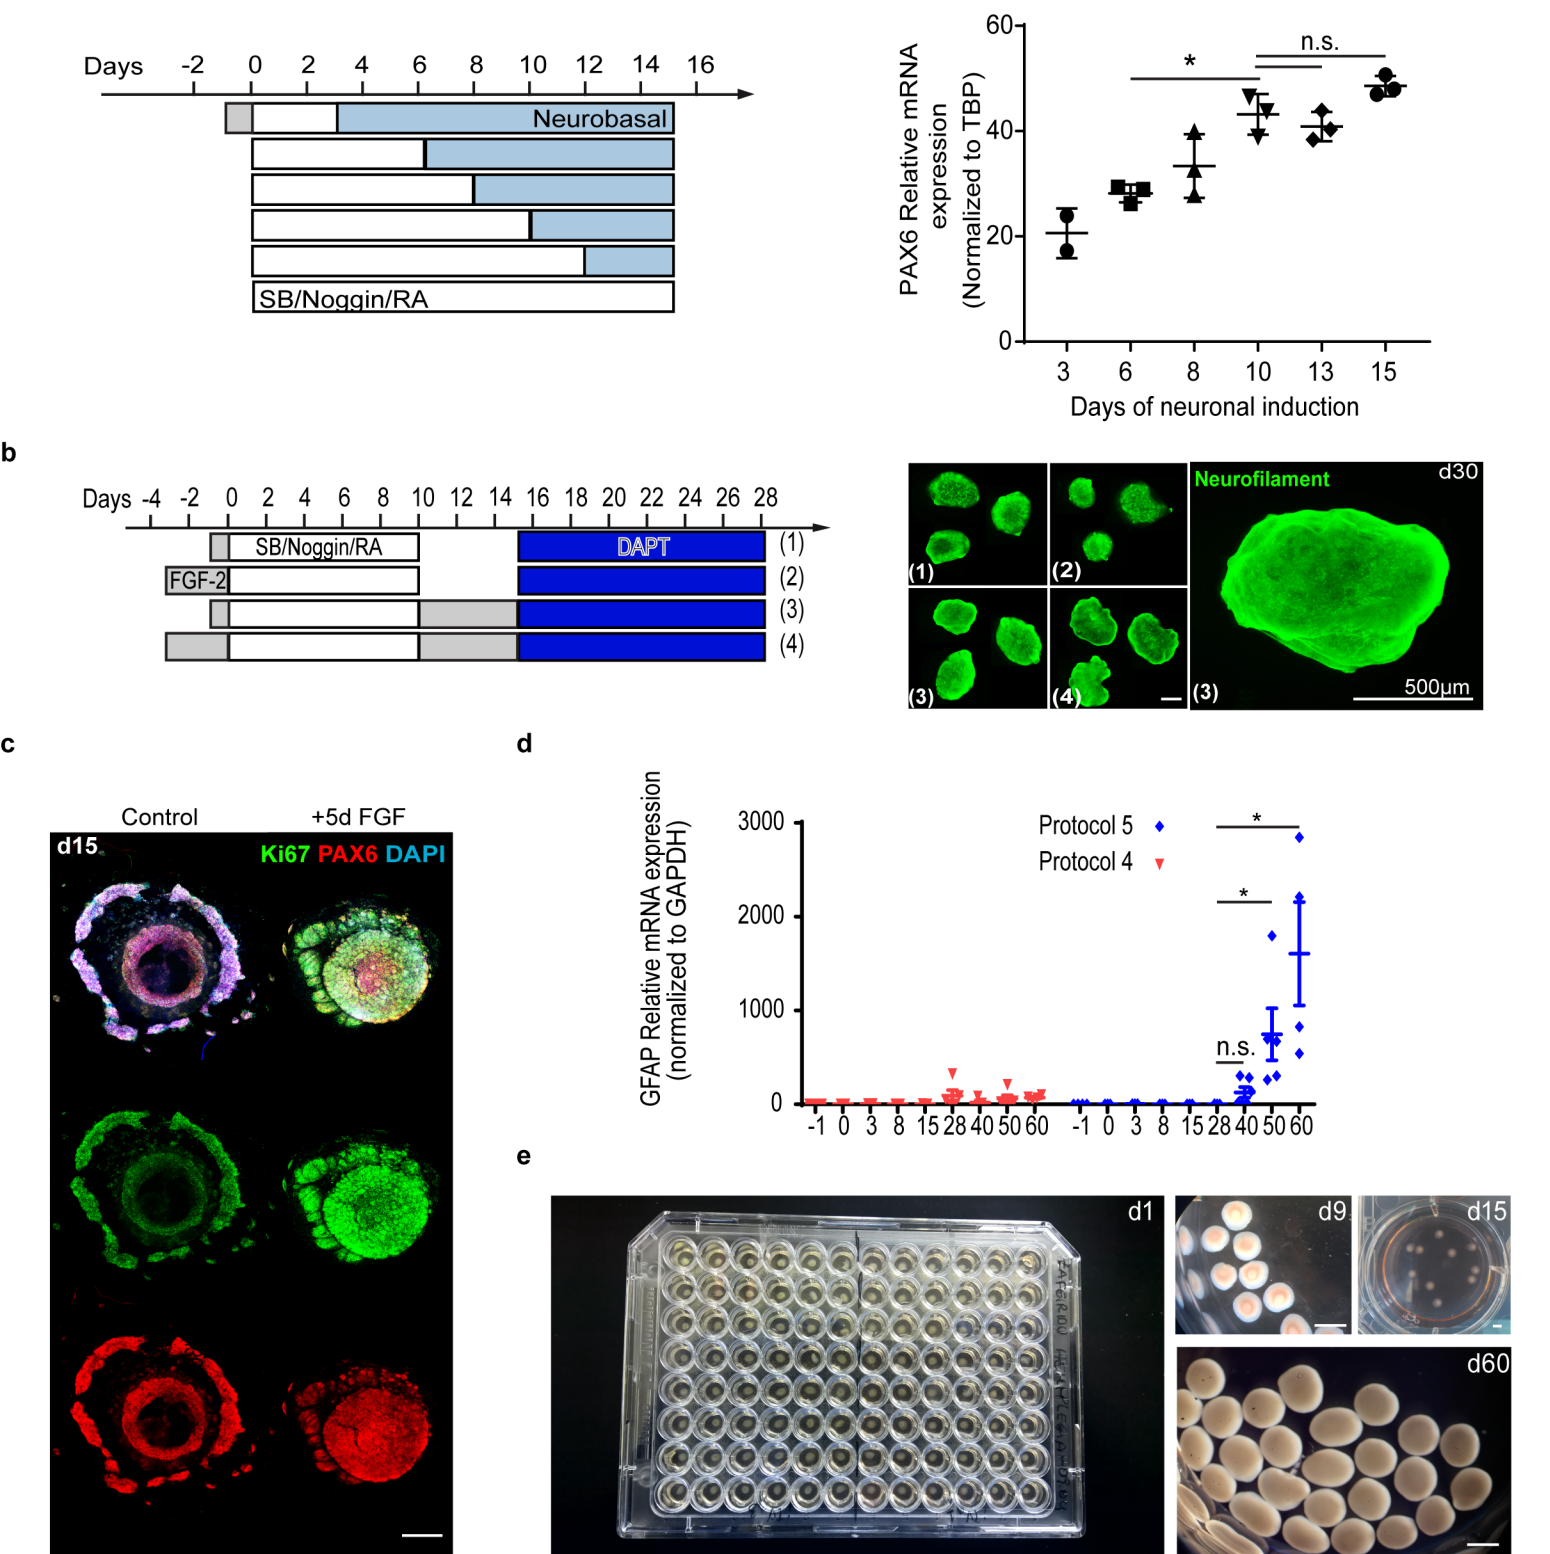 Days -2 0 2 4 6 8 10 12 14 16
Neurobasal
SB/Noggin/RA
PAX6 Relative mRNA
expression
(Normalized to TBP)
60
40
20
0
*
n.s.
3 6 8 10 13 15
Days of neuronal induction
b
Days -4 -2 0 2 4 6 8 10 12 14 16 18 20 22 24 26 28
SB/Noggin/RA DAPT (1)
FGF-2 (2)
(3)
(4)
Neurofilament d30
(1) (2)
(3) (4) (3)
500µm
c
Control +5d FGF
d15
Ki67 PAX6 DAPI
d
GFAP Relative mRNA expression
(normalized to GAPDH)
3000
2000
1000
0
Protocol 5
Protocol 4
*
*
n.s.
-1 0 3 8 15 28 40 50 60 -1 0 3 8 15 28 40 50 60
e
d1
d9
d15
d60